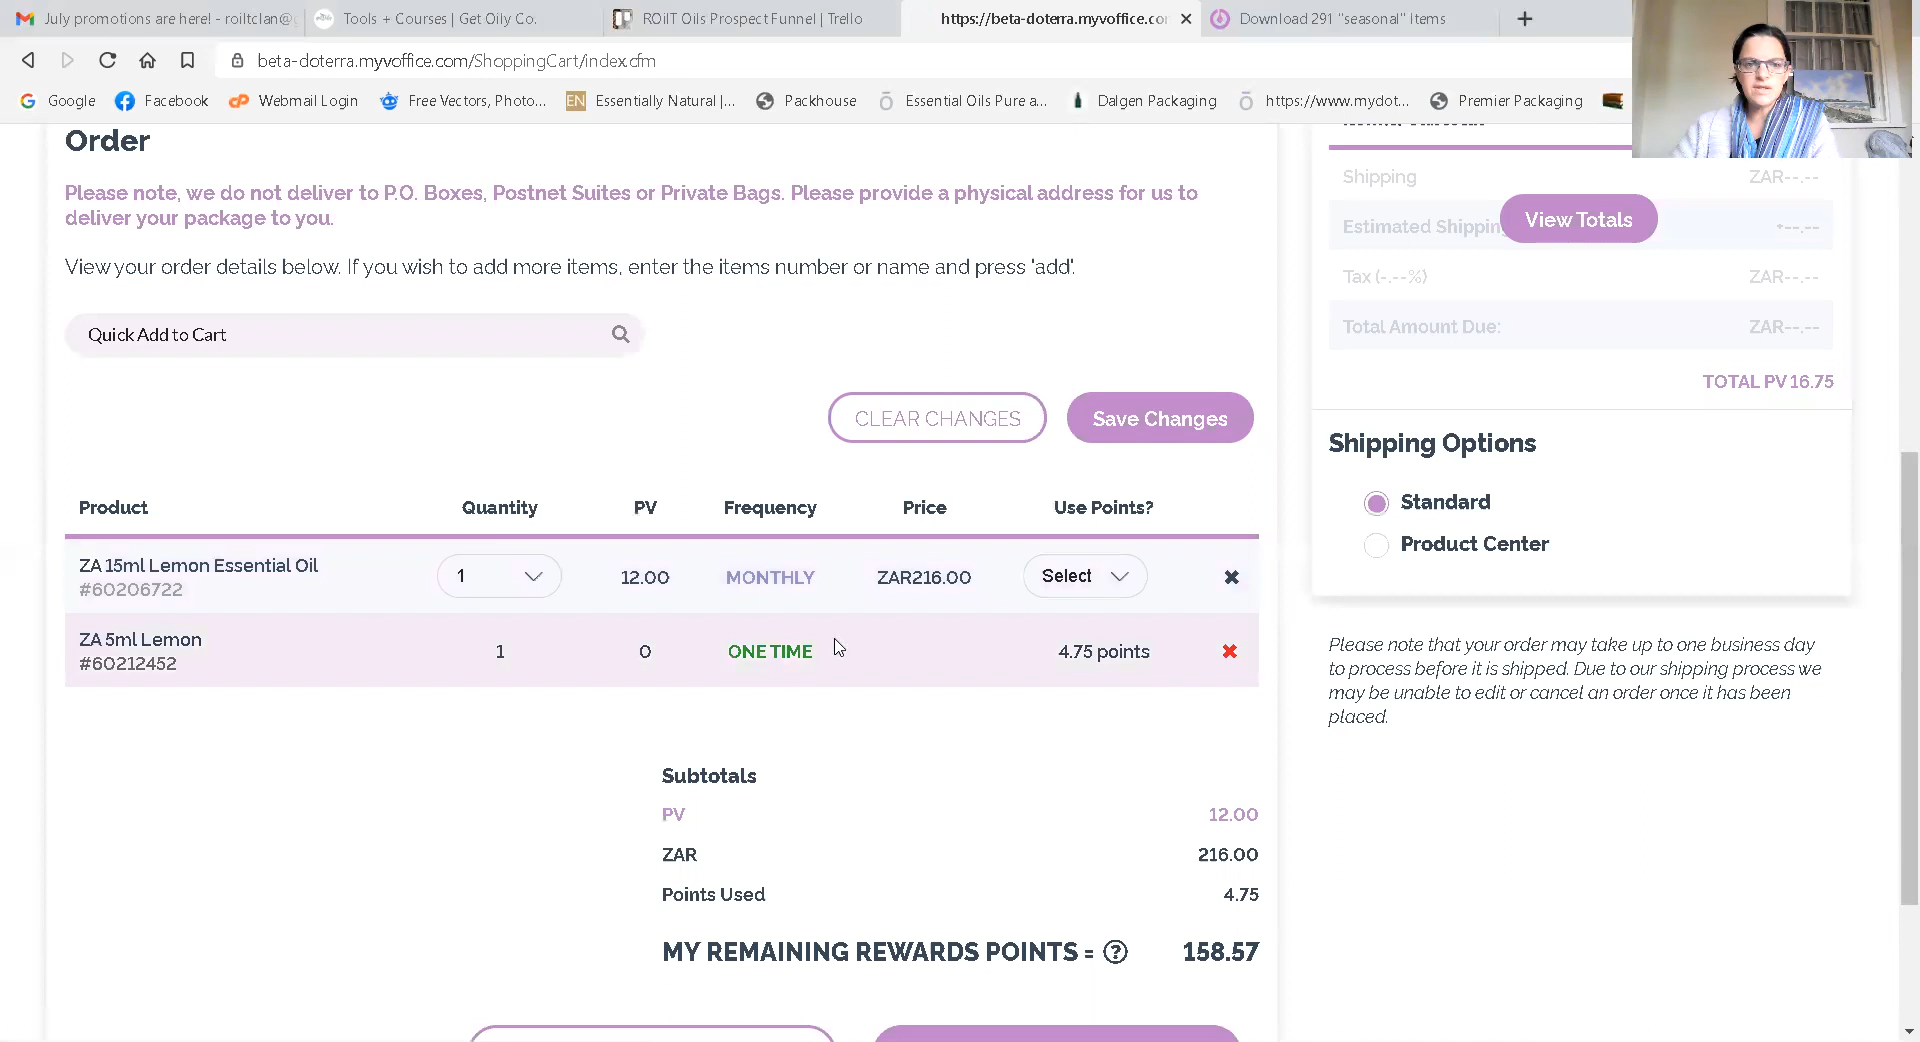 July promotions are here! - roiltclan@g
Tools + Courses | Get Oily Co.
ROilT Oils Prospect Funnel | Trello
https://beta-doterra.myvoffice.cor
Download 291 "seasonal" items
beta-doterra.myvoffice.com/ShoppingCart/index.cfm
Google
Facebook
Webmail Login
Free Vectors, Photo...
EN
Essentially Natural |...
Packhouse
Essential Oils Pure a...
Dalgen Packaging
https://www.mydot...
Premier Packaging
Order
Please note, we do not deliver to P.O. Boxes, Postnet Suites or Private Bags. Please provide a physical address for us to
deliver your package to you.
View your order details below. If you wish to add more items, enter the items number or name and press 'add'.
Quick Add to Cart
CLEAR CHANGES
Save Changes
Product Quantity PV Frequency Price Use Points?
ZA 15ml Lemon Essential Oil
#60206722
1 12.00 MONTHLY ZAR216.00 Select
ZA 5ml Lemon
#60212452
1 0 ONE TIME 4.75 points
Subtotals
PV 12.00
ZAR 216.00
Points Used 4.75
MY REMAINING REWARDS POINTS = ? 158.57
Shipping ZAR--.--
View Totals
Estimated Shippin +--.--
Tax (-.--%) ZAR--.--
Total Amount Due: ZAR--.--
TOTAL PV 16.75
Shipping Options
Standard
Product Center
Please note that your order may take up to one business day
to process before it is shipped. Due to our shipping process we
may be unable to edit or cancel an order once it has been
placed.